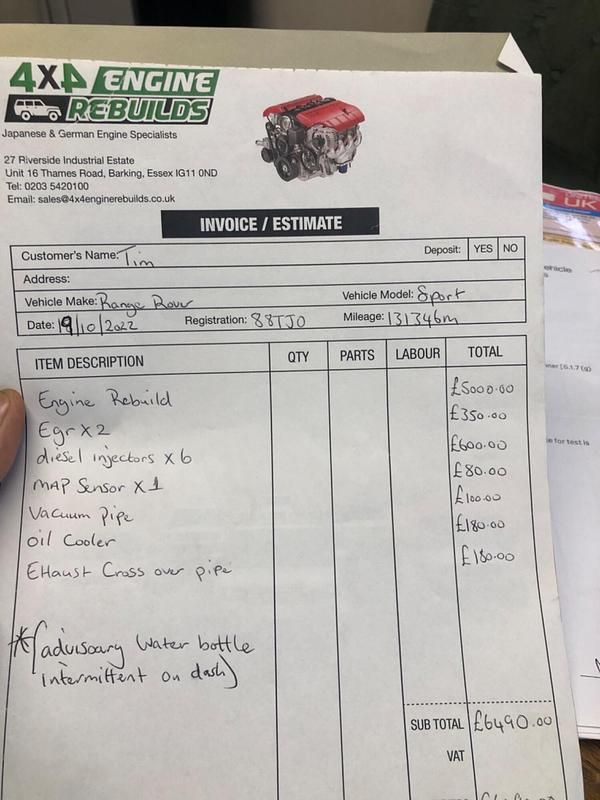 4X4 ENGINE
REBUILDS
Japanese & German Engine Specialists
27 Riverside Industrial Estate
Unit 16 Thames Road, Barking, Essex IG11 0ND
Tel: 0203 5420100
Email: sales@4x4enginerebuilds.co.uk
INVOICE / ESTIMATE
Customer's Name: Tim Deposit: YES NO
Address:
Vehicle Make: Range Rover Vehicle Model: Sport
Date: 19/10/2022 Registration: 88TJO Mileage: 131346m
ITEM DESCRIPTION QTY PARTS LABOUR TOTAL
Engine Rebuild £5000.00
Egr X 2 £350.00
diesel injectors X 6 £600.00
MAP Sensor X 1 £80.00
Vacuum Pipe £100.00
oil Cooler £180.00
EHaust Cross over pipe £180.00
*(advisoary Water bottle
intermittent on dash)
SUB TOTAL £6490.00
VAT
UK